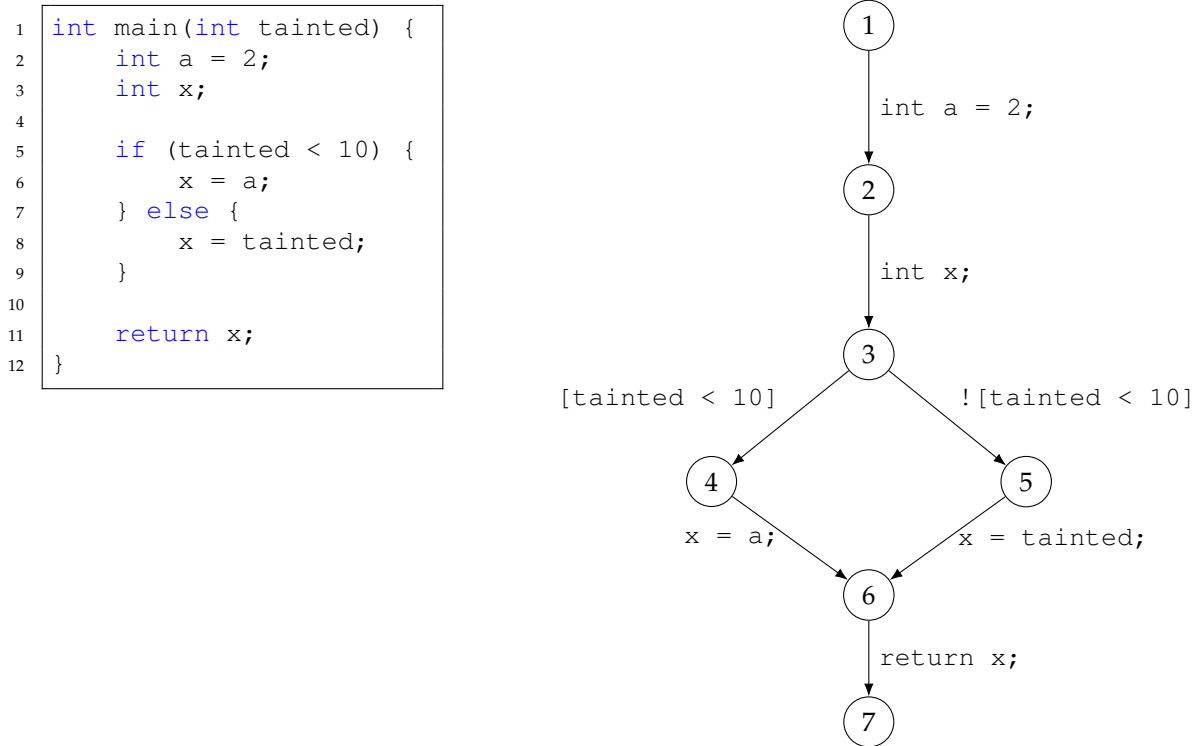 1 int main(int tainted) {
2     int a = 2;
3     int x;
4
5     if (tainted < 10) {
6         x = a;
7     } else {
8         x = tainted;
9     }
10
11     return x;
12 }
1
int a = 2;
2
int x;
3
[tainted < 10] ![tainted < 10]
4 5
x = a; x = tainted;
6
return x;
7